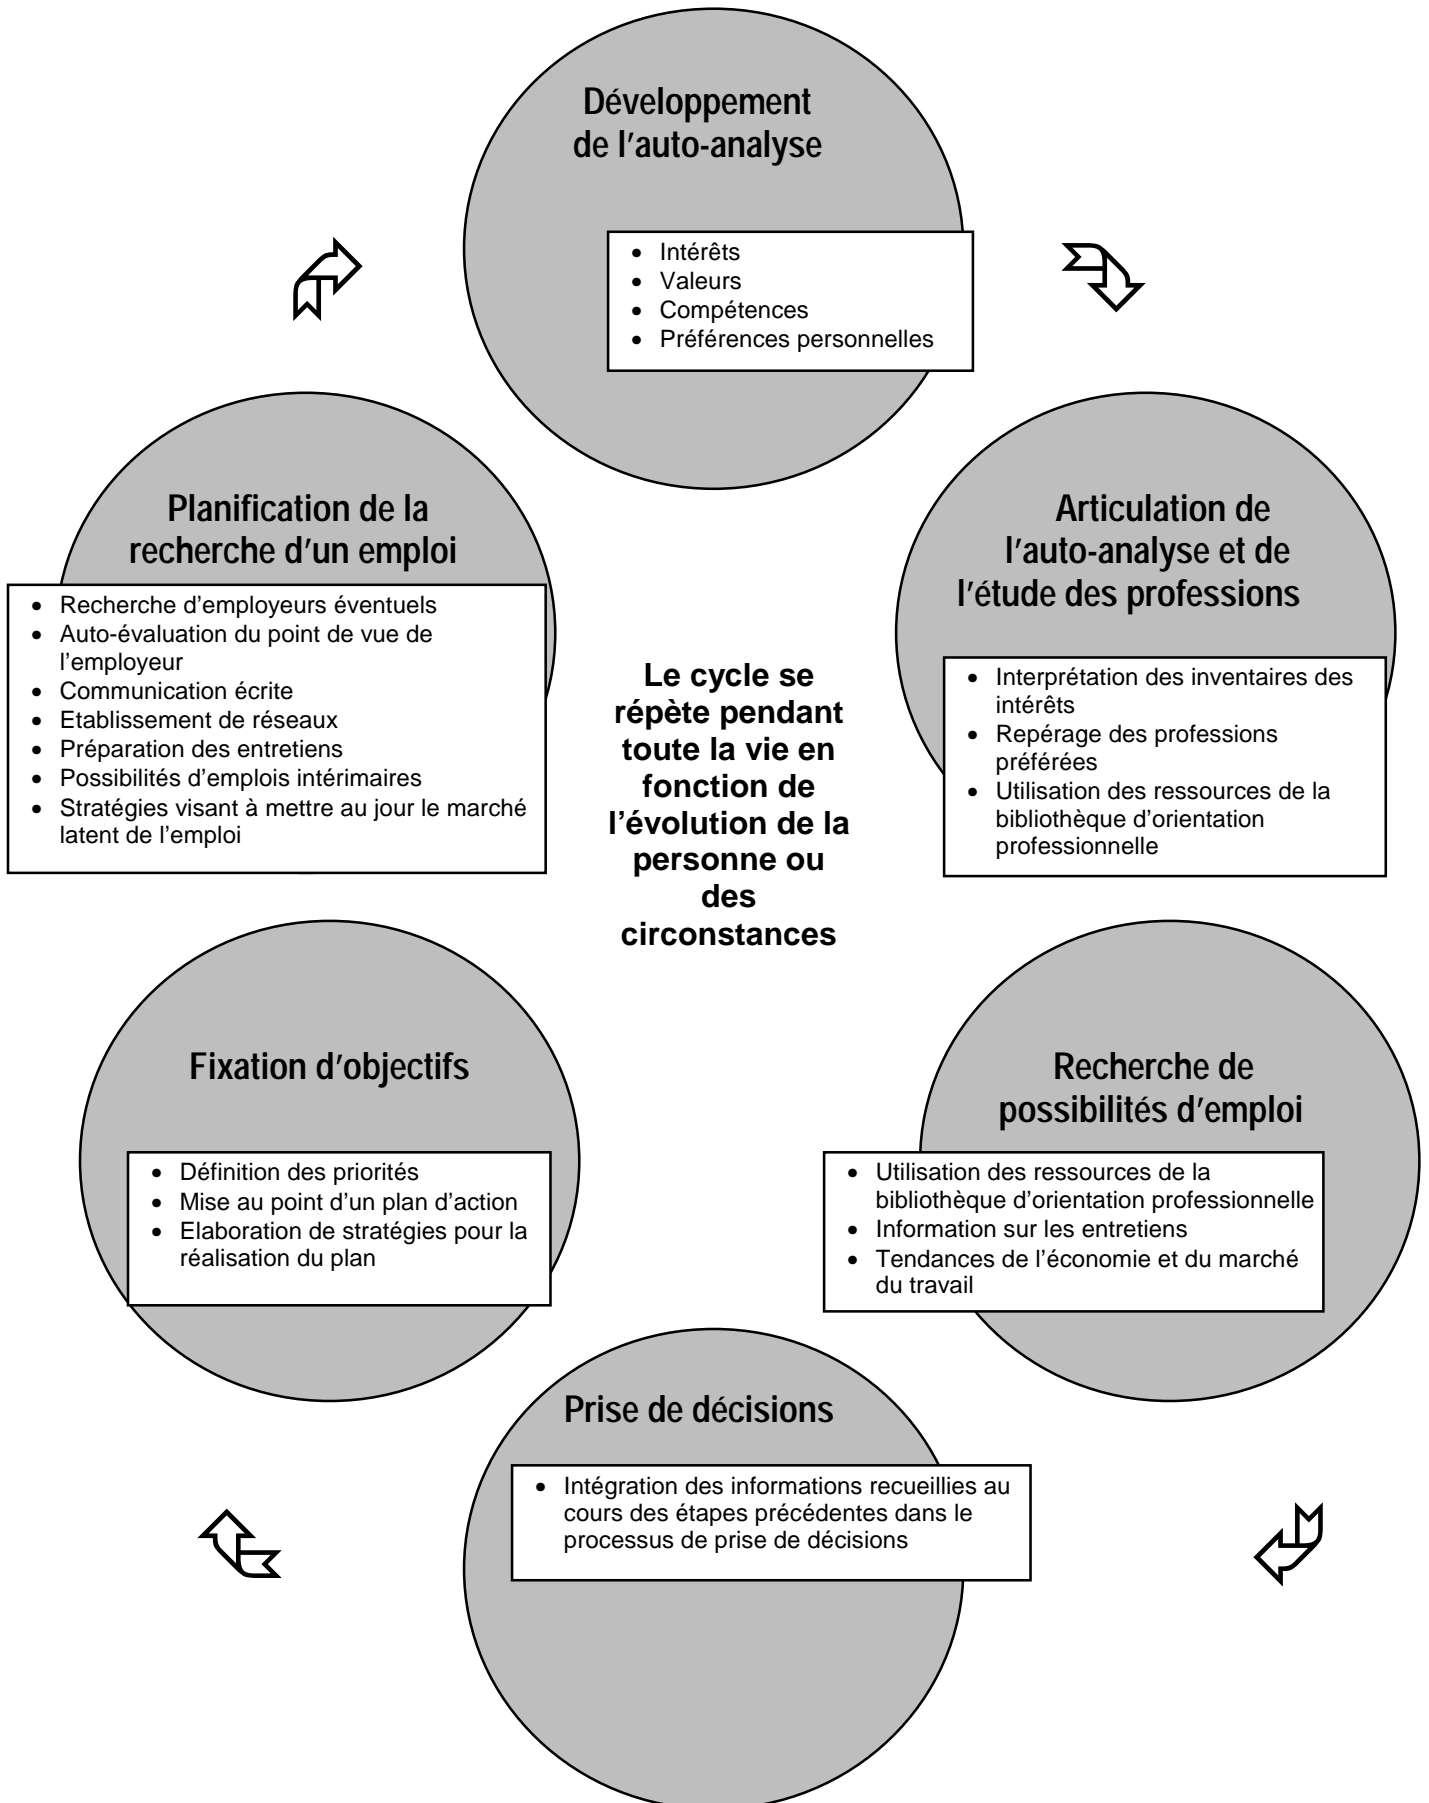 Développement
de l'auto-analyse
• Intérêts
• Valeurs
• Compétences
• Préférences personnelles
Planification de la
recherche d'un emploi
• Recherche d'employeurs éventuels
• Auto-évaluation du point de vue de
l'employeur
• Communication écrite
• Etablissement de réseaux
• Préparation des entretiens
• Possibilités d'emplois intérimaires
• Stratégies visant à mettre au jour le marché
latent de l'emploi
Articulation de
l'auto-analyse et de
l'étude des professions
• Interprétation des inventaires des
intérêts
• Repérage des professions
préférées
• Utilisation des ressources de la
bibliothèque d'orientation
professionnelle
Le cycle se
répète pendant
toute la vie en
fonction de
l'évolution de la
personne ou
des
circonstances
Fixation d'objectifs
• Définition des priorités
• Mise au point d'un plan d'action
• Elaboration de stratégies pour la
réalisation du plan
Recherche de
possibilités d'emploi
• Utilisation des ressources de la
bibliothèque d'orientation professionnelle
• Information sur les entretiens
• Tendances de l'économie et du marché
du travail
Prise de décisions
• Intégration des informations recueillies au
cours des étapes précédentes dans le
processus de prise de décisions